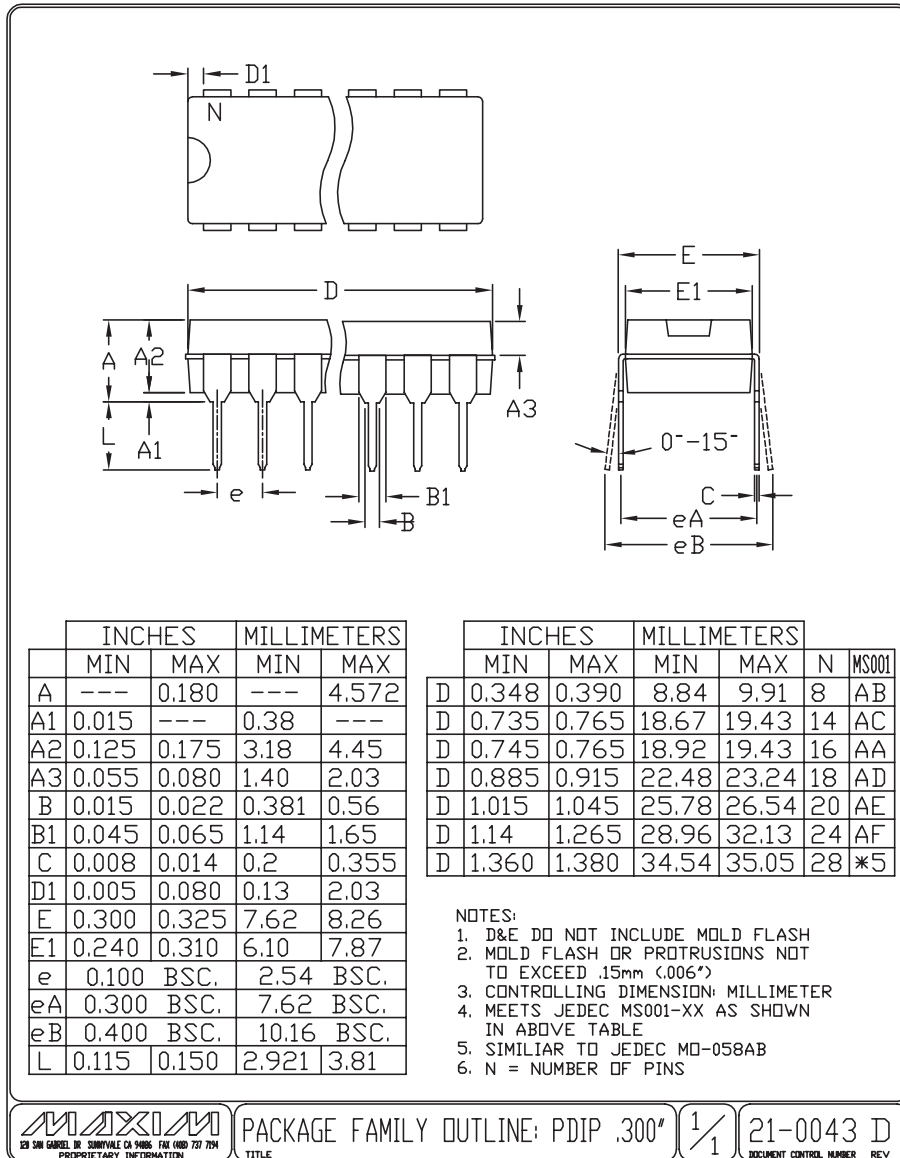 D1
N
D
E
E1
A
A2
A3
L
A1
0°-15°
e
B1
B
C
eA
eB
INCHES MILLIMETERS
MIN MAX MIN MAX
A --- 0.180 --- 4.572
A1 0.015 --- 0.38 ---
A2 0.125 0.175 3.18 4.45
A3 0.055 0.080 1.40 2.03
B 0.015 0.022 0.381 0.56
B1 0.045 0.065 1.14 1.65
C 0.008 0.014 0.2 0.355
D1 0.005 0.080 0.13 2.03
E 0.300 0.325 7.62 8.26
E1 0.240 0.310 6.10 7.87
e 0.100 BSC. 2.54 BSC.
eA 0.300 BSC. 7.62 BSC.
eB 0.400 BSC. 10.16 BSC.
L 0.115 0.150 2.921 3.81
INCHES MILLIMETERS
MIN MAX MIN MAX N MS001
D 0.348 0.390 8.84 9.91 8 AB
D 0.735 0.765 18.67 19.43 14 AC
D 0.745 0.765 18.92 19.43 16 AA
D 0.885 0.915 22.48 23.24 18 AD
D 1.015 1.045 25.78 26.54 20 AE
D 1.14 1.265 28.96 32.13 24 AF
D 1.360 1.380 34.54 35.05 28 *5
NOTES:
1. D&E DO NOT INCLUDE MOLD FLASH
2. MOLD FLASH OR PROTRUSIONS NOT
TO EXCEED .15mm (.006")
3. CONTROLLING DIMENSION: MILLIMETER
4. MEETS JEDEC MS001-XX AS SHOWN
IN ABOVE TABLE
5. SIMILIAR TO JEDEC MO-058AB
6. N = NUMBER OF PINS
MAXIM
120 SAN GABRIEL DR SUNNYVALE CA 94086 FAX (408) 737 7194
PROPRIETARY INFORMATION
PACKAGE FAMILY OUTLINE: PDIP .300"
TITLE
1/1
21-0043 D
DOCUMENT CONTROL NUMBER REV